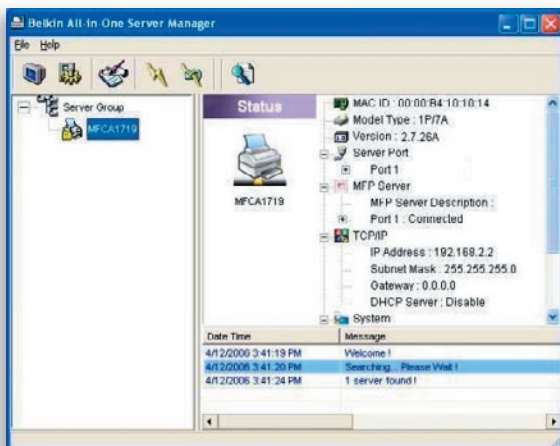 Belkin All-in-One Server Manager
File Help
Server Group
MFCA1719
Status
MFCA1719
MAC ID : 00:00:B4:10:10:14
Model Type : 1P/7A
Version : 2.7.26A
Server Port
Port 1
MFP Server
MFP Server Description :
Port 1 : Connected
TCP/IP
IP Address : 192.168.2.2
Subnet Mask : 255.255.255.0
Gateway : 0.0.0.0
DHCP Server : Disable
System
Date Time Message
4/12/2006 3:41:19 PM Welcome !
4/12/2006 3:41:20 PM Searching... Please Wait !
4/12/2006 3:41:24 PM 1 server found !